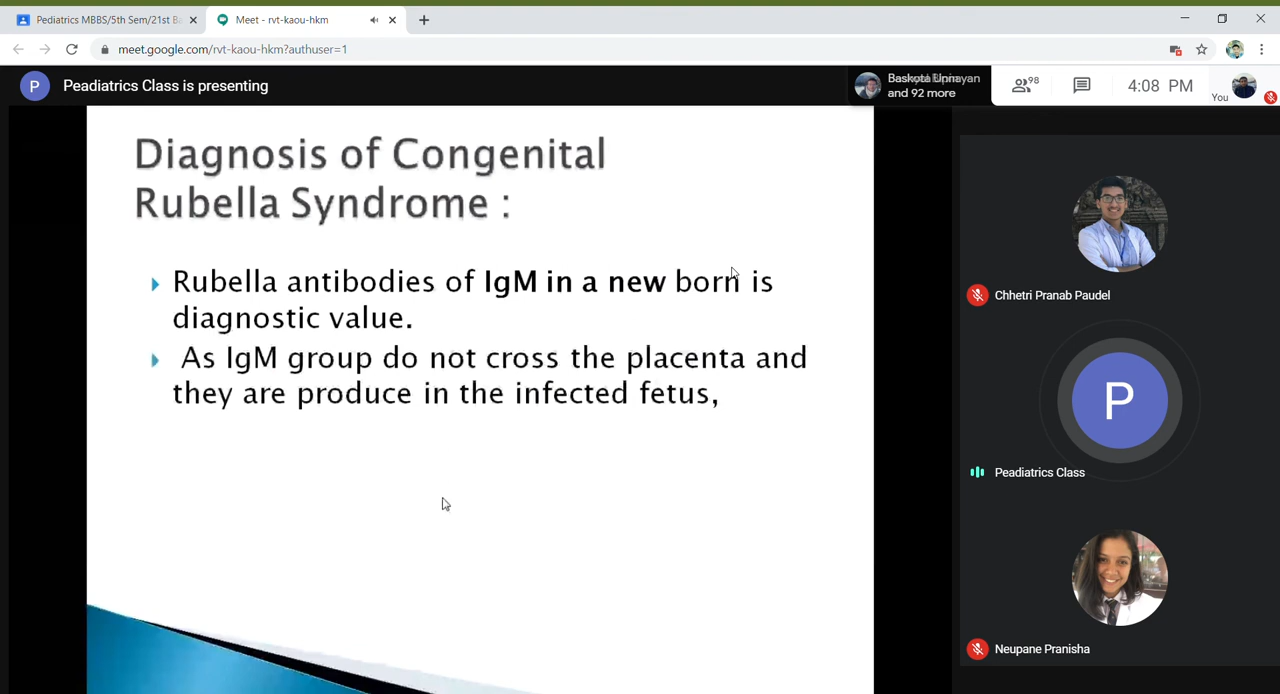 Pediatrics MBBS/5th Sem/21st B
Meet - rvt-kaou-hkm
meet.google.com/rvt-kaou-hkm?authuser=1
P
Peadiatrics Class is presenting
Baskota
and 92 more
98
4:08 PM
You
Diagnosis of Congenital
Rubella Syndrome :
Rubella antibodies of IgM in a new born is
diagnostic value.
As IgM group do not cross the placenta and
they are produce in the infected fetus,
Chhetri Pranab Paudel
P
Peadiatrics Class
Neupane Pranisha